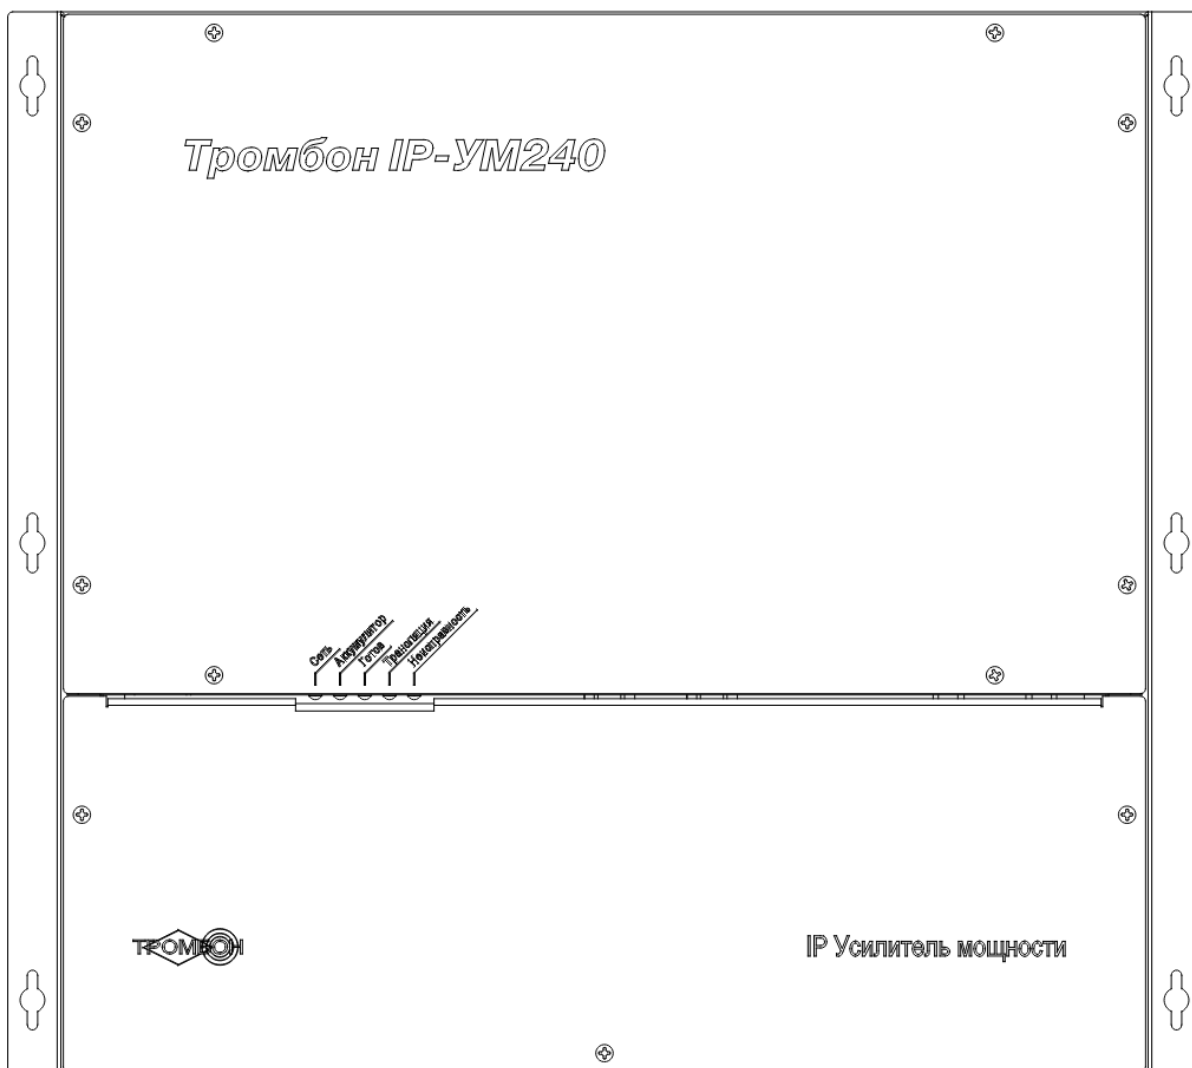 Тромбон IP-УМ240
Сеть
Аккумулятор
Готов
Трансляция
Неисправность
ТРОМБОН
IP Усилитель мощности